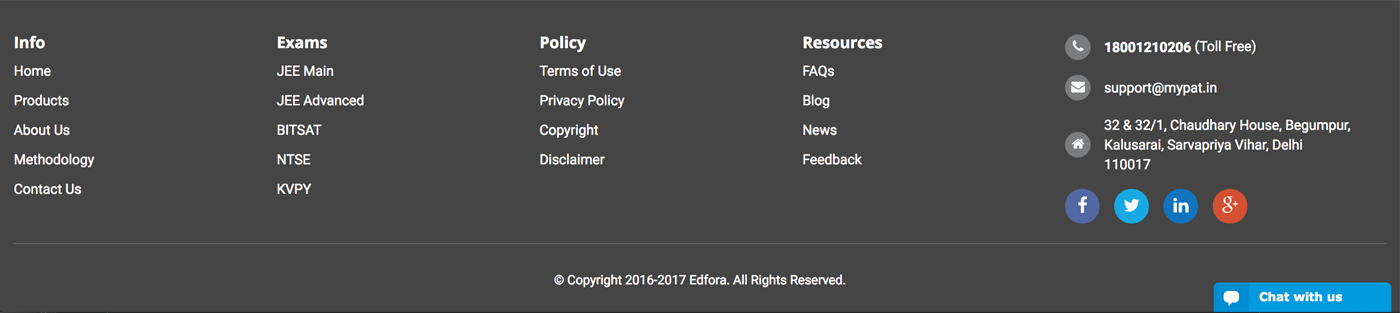 Info
Home
Products
About Us
Methodology
Contact Us
Exams
JEE Main
JEE Advanced
BITSAT
NTSE
KVPY
Policy
Terms of Use
Privacy Policy
Copyright
Disclaimer
Resources
FAQs
Blog
News
Feedback
18001210206 (Toll Free)
support@mypat.in
32 & 32/1, Chaudhary House, Begumpur,
Kalusarai, Sarvapriya Vihar, Delhi
110017
© Copyright 2016-2017 Edfora. All Rights Reserved.
Chat with us